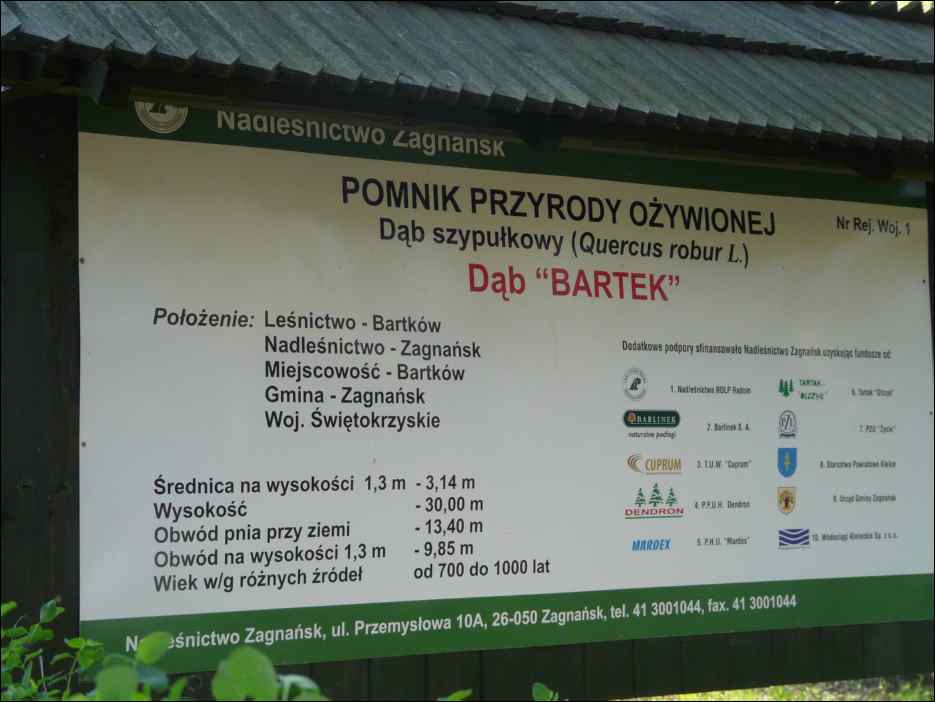 Nadleśnictwo Zagnańsk
POMNIK PRZYRODY OŻYWIONEJ
Nr Rej. Woj. 1
Dąb szypułkowy (Quercus robur L.)
Dąb “BARTEK”
Położenie: Leśnictwo - Bartków
Nadleśnictwo - Zagnańsk
Miejscowość - Bartków
Gmina - Zagnańsk
Woj. Świętokrzyskie
Średnica na wysokości 1,3 m - 3,14 m
Wysokość - 30,00 m
Obwód pnia przy ziemi - 13,40 m
Obwód na wysokości 1,3 m - 9,85 m
Wiek w/g różnych źródeł od 700 do 1000 lat
Dodatkowe podpory sfinansowało Nadleśnictwo Zagnańsk uzyskując fundusze od:
1. Nadleśnictwo RDLP Radom
BARLINEK
naturalne podłogi
2. Barlinek S. A.
CUPRUM
3. T.U.W. "Cuprum"
DENDRON
4. P.P.U.H. Dendron
MARDEX
5. P.H.U. "Mardex"
TARTAK
"OLCZYK"
6. Tartak "Olczyk"
7. PZU "Życie"
8. Starostwo Powiatowe Kielce
9. Urząd Gminy Zagnańsk
10. Wodociągi Kieleckie Sp. z o.o.
Nadleśnictwo Zagnańsk, ul. Przemysłowa 10A, 26-050 Zagnańsk, tel. 41 3001044, fax. 41 3001044